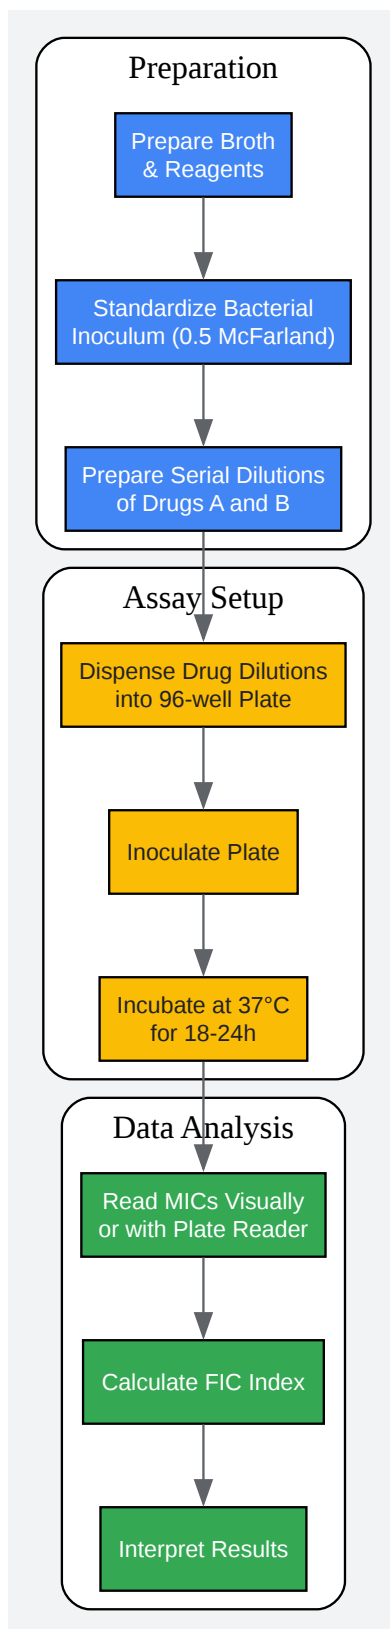 Preparation
Prepare Broth
& Reagents
Standardize Bacterial
Inoculum (0.5 McFarland)
Prepare Serial Dilutions
of Drugs A and B
Assay Setup
Dispense Drug Dilutions
into 96-well Plate
Inoculate Plate
Incubate at 37°C
for 18-24h
Data Analysis
Read MICs Visually
or with Plate Reader
Calculate FIC Index
Interpret Results